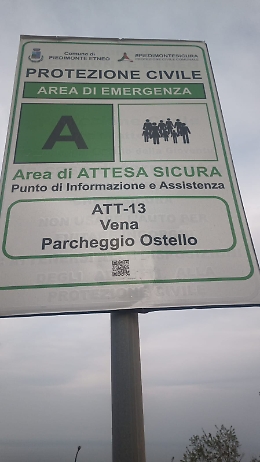 Comune di
PIEDIMONTE ETNEO
#PIEDIMONTESICURA
PROTEZIONE CIVILE
AREA DI EMERGENZA
A
Area di ATTESA SICURA
Punto di Informazione e Assistenza
ATT-13
Vena
Parcheggio Ostello